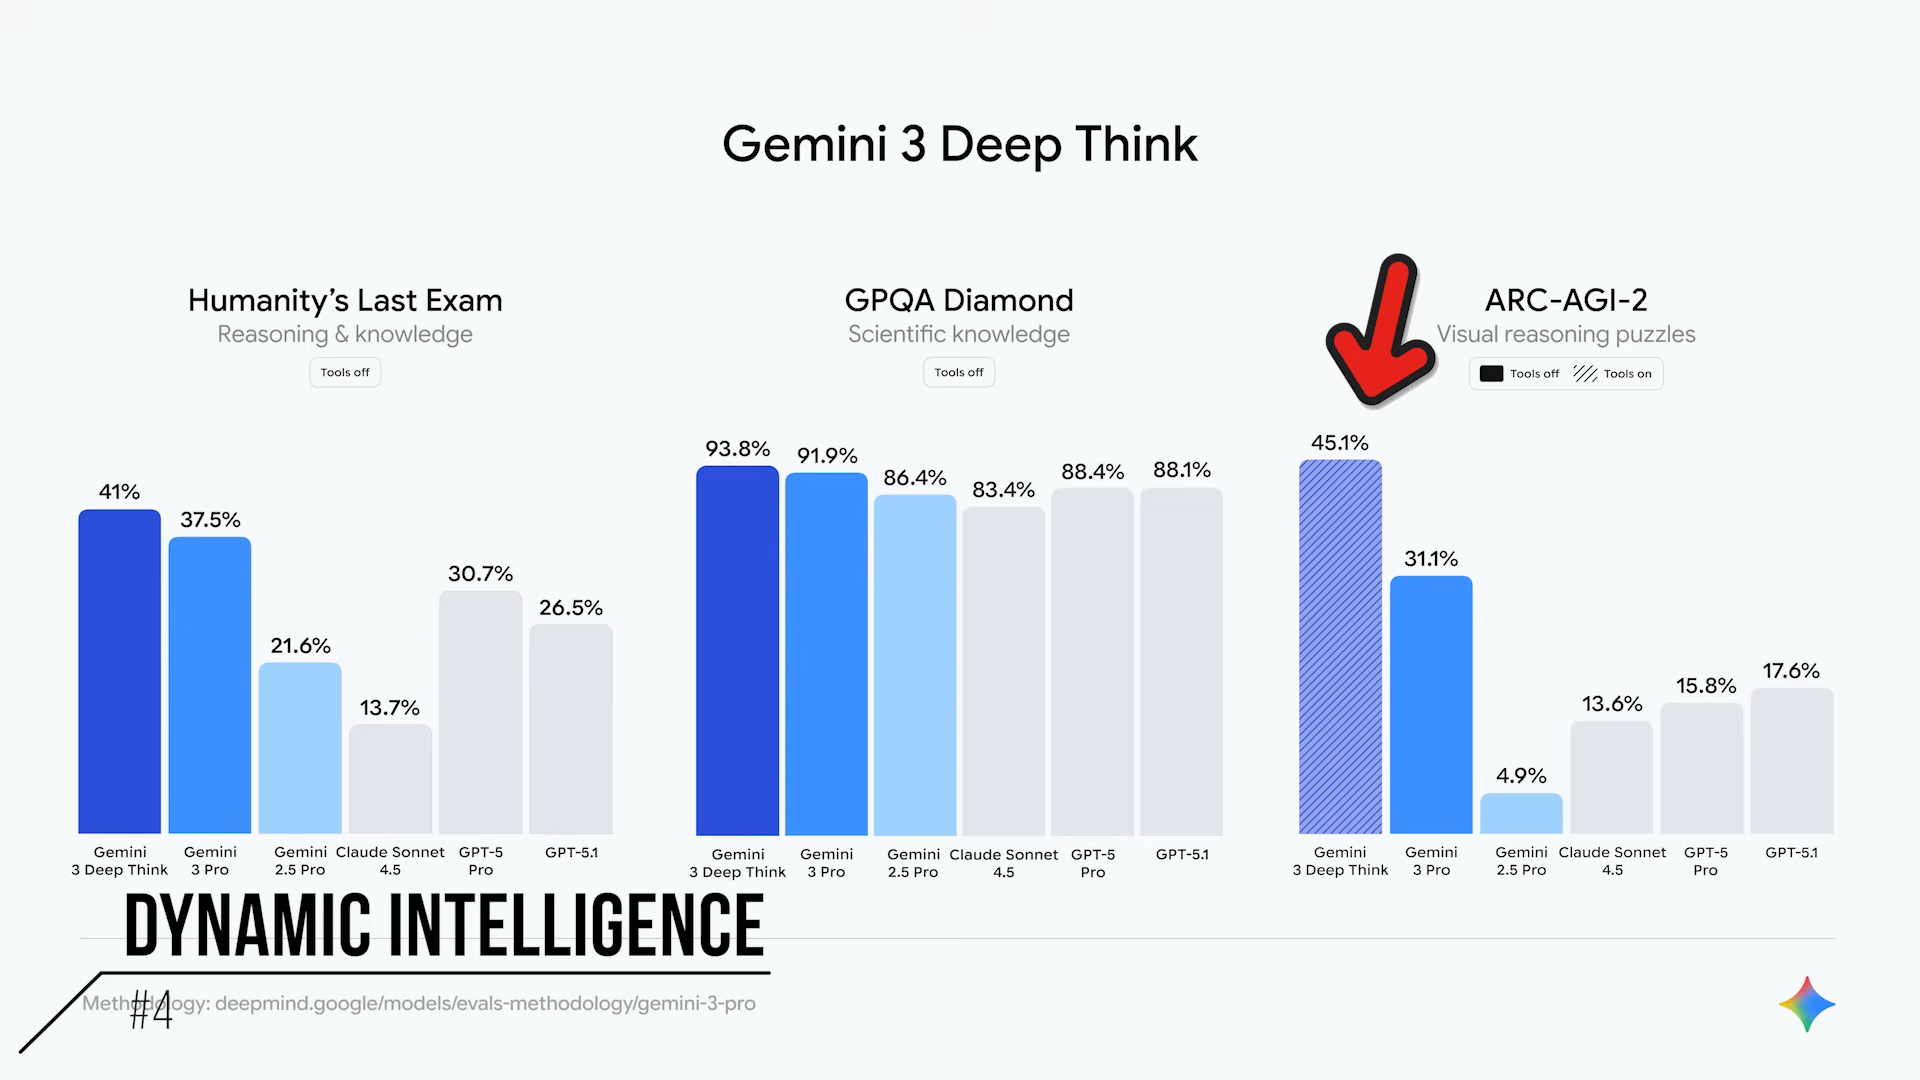 Gemini 3 Deep Think
Humanity's Last Exam
Reasoning & knowledge
Tools off
41%
37.5%
21.6%
13.7%
30.7%
26.5%
Gemini
3 Deep Think
Gemini
3 Pro
Gemini
2.5 Pro
Claude Sonnet
4.5
GPT-5
Pro
GPT-5.1
GPQA Diamond
Scientific knowledge
Tools off
93.8%
91.9%
86.4%
83.4%
88.4%
88.1%
Gemini
3 Deep Think
Gemini
3 Pro
Gemini
2.5 Pro
Claude Sonnet
4.5
GPT-5
Pro
GPT-5.1
ARC-AGI-2
Visual reasoning puzzles
Tools off Tools on
45.1%
31.1%
4.9%
13.6%
15.8%
17.6%
Gemini
3 Deep Think
Gemini
3 Pro
Gemini
2.5 Pro
Claude Sonnet
4.5
GPT-5
Pro
GPT-5.1
DYNAMIC INTELLIGENCE
#4
Methodology: deepmind.google/models/evals-methodology/gemini-3-pro